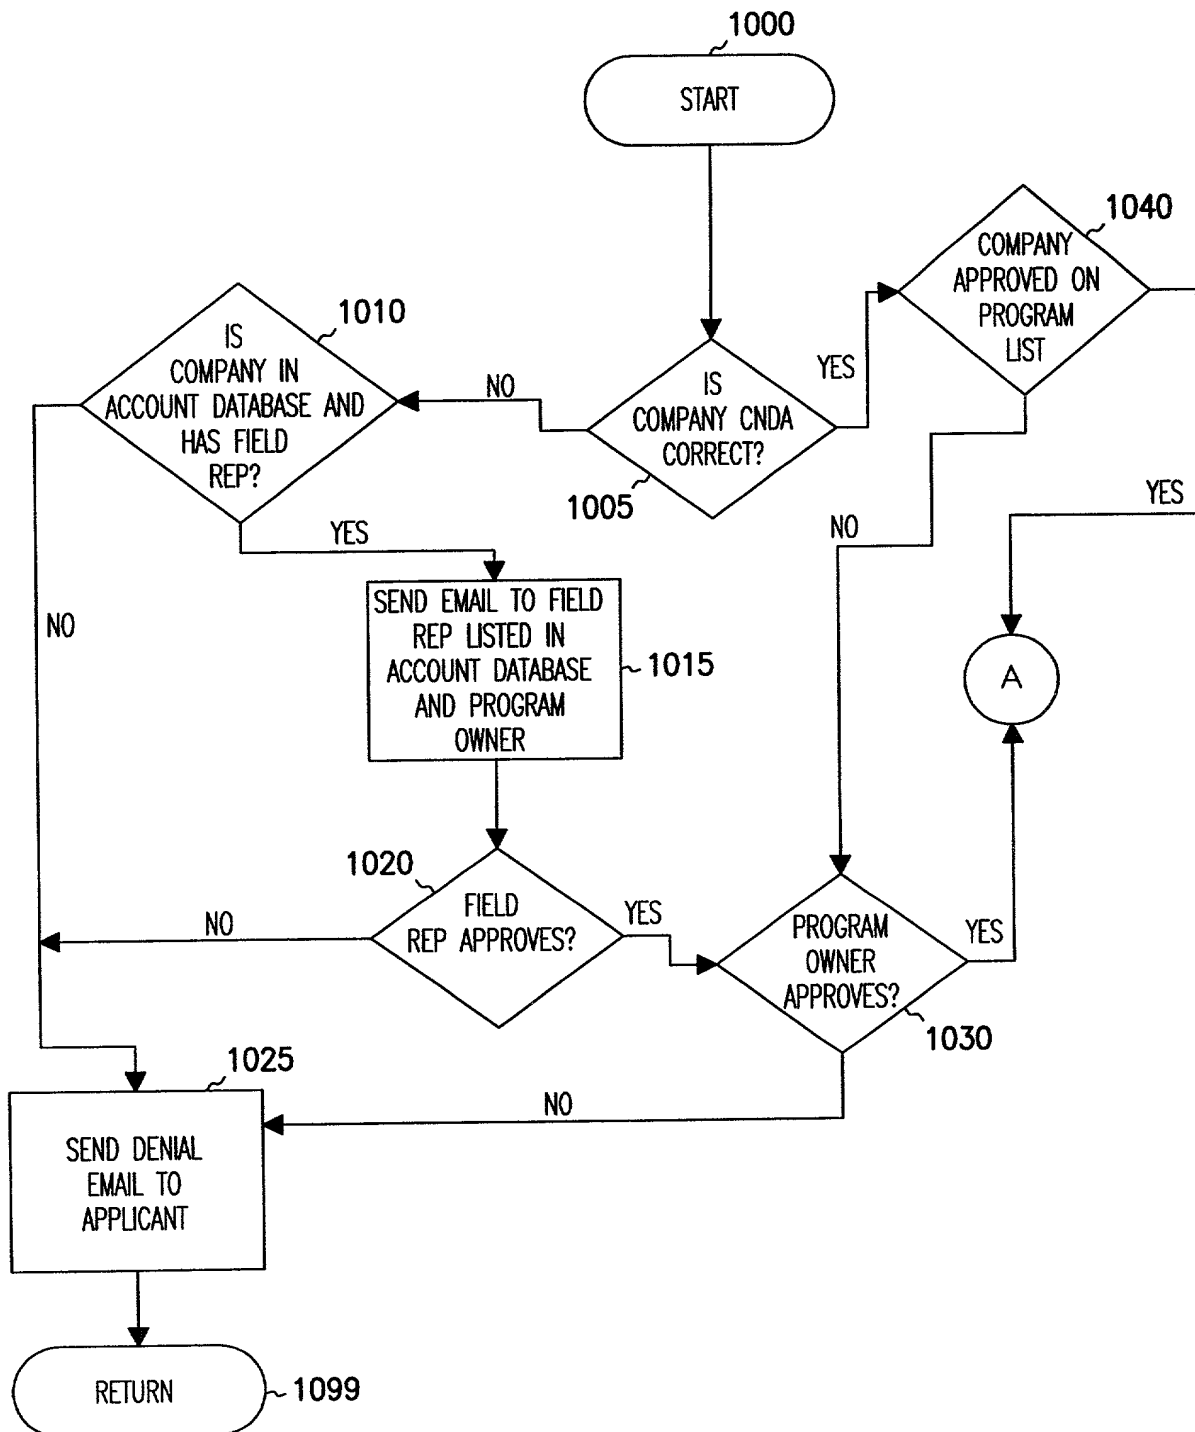 1000
START
1040
COMPANY
APPROVED ON
PROGRAM
LIST
1010
IS
COMPANY IN
ACCOUNT DATABASE AND
HAS FIELD
REP?
NO
IS
COMPANY CNDA
CORRECT?
YES
1005
YES
NO
YES
NO
SEND EMAIL TO FIELD
REP LISTED IN
ACCOUNT DATABASE
AND PROGRAM
OWNER
1015
A
1020
FIELD
REP APPROVES?
NO
YES
PROGRAM
OWNER
APPROVES?
YES
1030
1025
NO
SEND DENIAL
EMAIL TO
APPLICANT
RETURN
1099